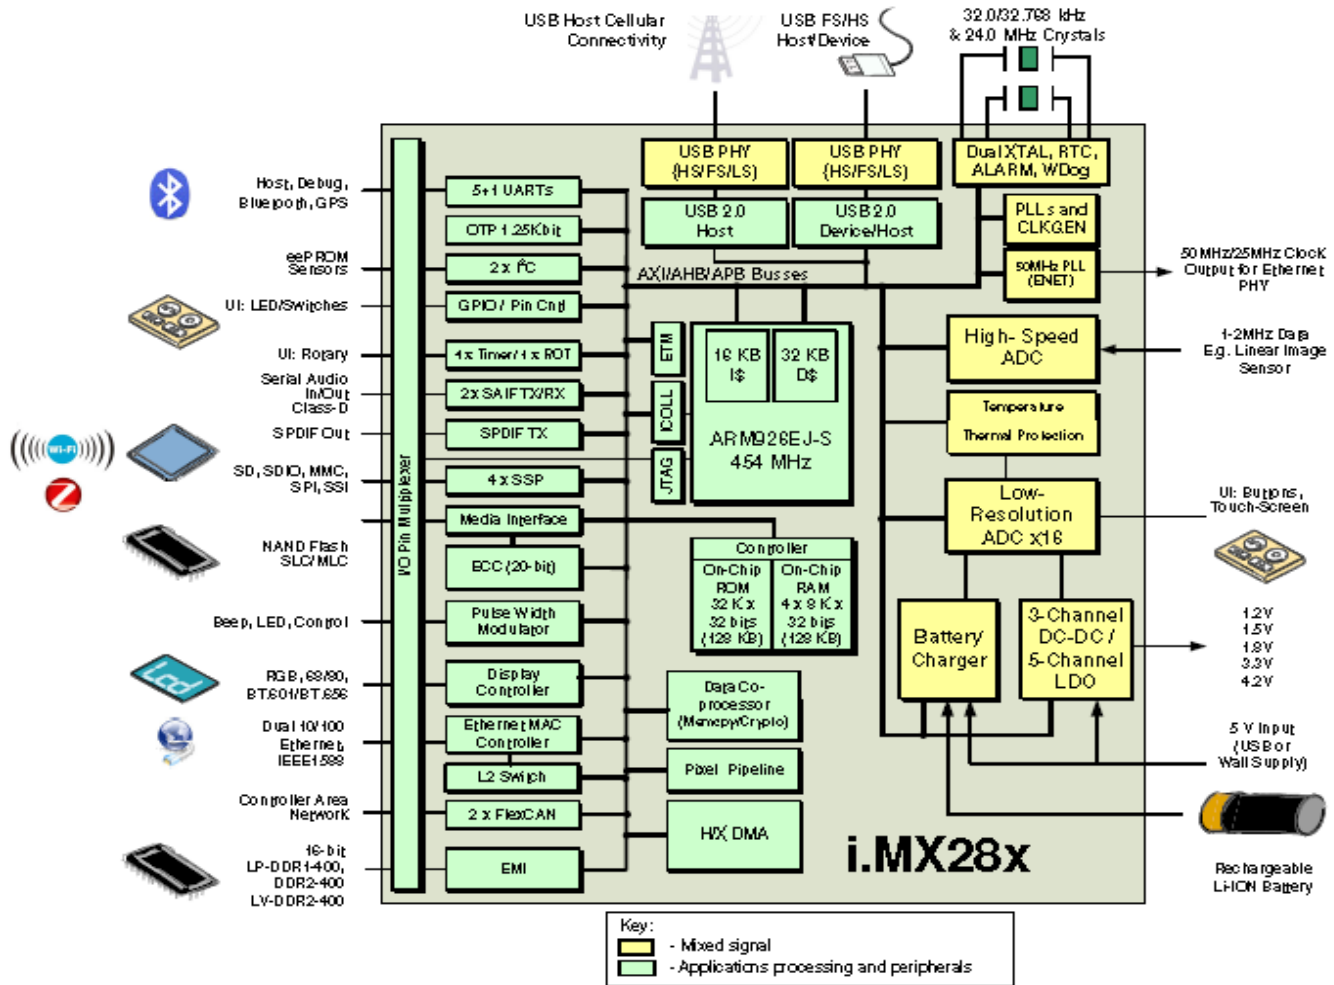 USB Host Cellular
Connectivity
USB FS/HS
Host/Device
32.0/32.768 kHz
& 24.0 MHz Crystals
USB PHY
(HS/FS/LS)
USB PHY
(HS/FS/LS)
Dual XTAL, RTC,
ALARM, WDog
USB 2.0
Host
USB 2.0
Device/Host
PLLs and
CLKGEN
50MHz PLL
(ENET)
50MHz/25MHz Clock
Output for Ethernet
PHY
AXI/AHB/APB Busses
Host, Debug,
Bluetooth, GPS
5+1 UARTs
OTP 1.25Kbit
eePROM
Sensors
2 x I²C
UI: LED/Switches
GPIO / Pin Cntl
UI: Rotary
4 x Timer/ 1 x ROT
Serial Audio
In/Out
Class-D
2x SAIF TX/RX
SPDIF Out
SPDIF TX
Wi-Fi
SD, SDIO, MMC,
SPI, SSI
4 x SSP
Media Interface
NAND Flash
SLC/MLC
ECC (20-bit)
Beep, LED, Control
Pulse Width
Modulator
Lcd
RGB, 68/80,
BT.601/BT.656
Display
Controller
Dual 10/100
Ethernet,
IEEE1588
Ethernet MAC
Controller
L2 Switch
Controller Area
Network
2 x FlexCAN
16-bit
LP-DDR1-400,
DDR2-400
LV-DDR2-400
EMI
I/O Pin Multiplexer
ETM
ICOLL
JTAG
16 KB
I$
32 KB
D$
ARM926EJ-S
454 MHz
Controller
On-Chip
ROM
32 K x
32 bits
(128 KB)
On-Chip
RAM
4 x 8 K x
32 bits
(128 KB)
Data Co-
processor
(Memcpy/Crypto)
Pixel Pipeline
H/X DMA
High- Speed
ADC
1-2MHz Data
E.g. Linear Image
Sensor
Temperature
Thermal Protection
Low-
Resolution
ADC x16
UI: Buttons,
Touch-Screen
Battery
Charger
3-Channel
DC-DC /
5-Channel
LDO
1.2V
1.5V
1.8V
3.3V
4.2V
5 V Input
(USB or
Wall Supply)
Rechargeable
Li-ION Battery
i.MX28x
Key:
- Mixed signal
- Applications processing and peripherals